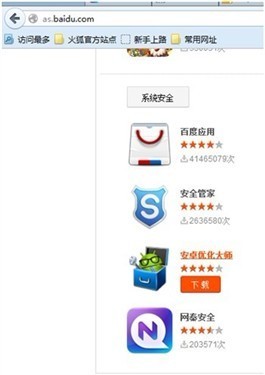 as.baidu.com
访问最多 火狐官方站点 新手上路 常用网址
系统安全
百度应用
41465079次
安全管家
2636580次
安卓优化大师
下载
网秦安全
203571次